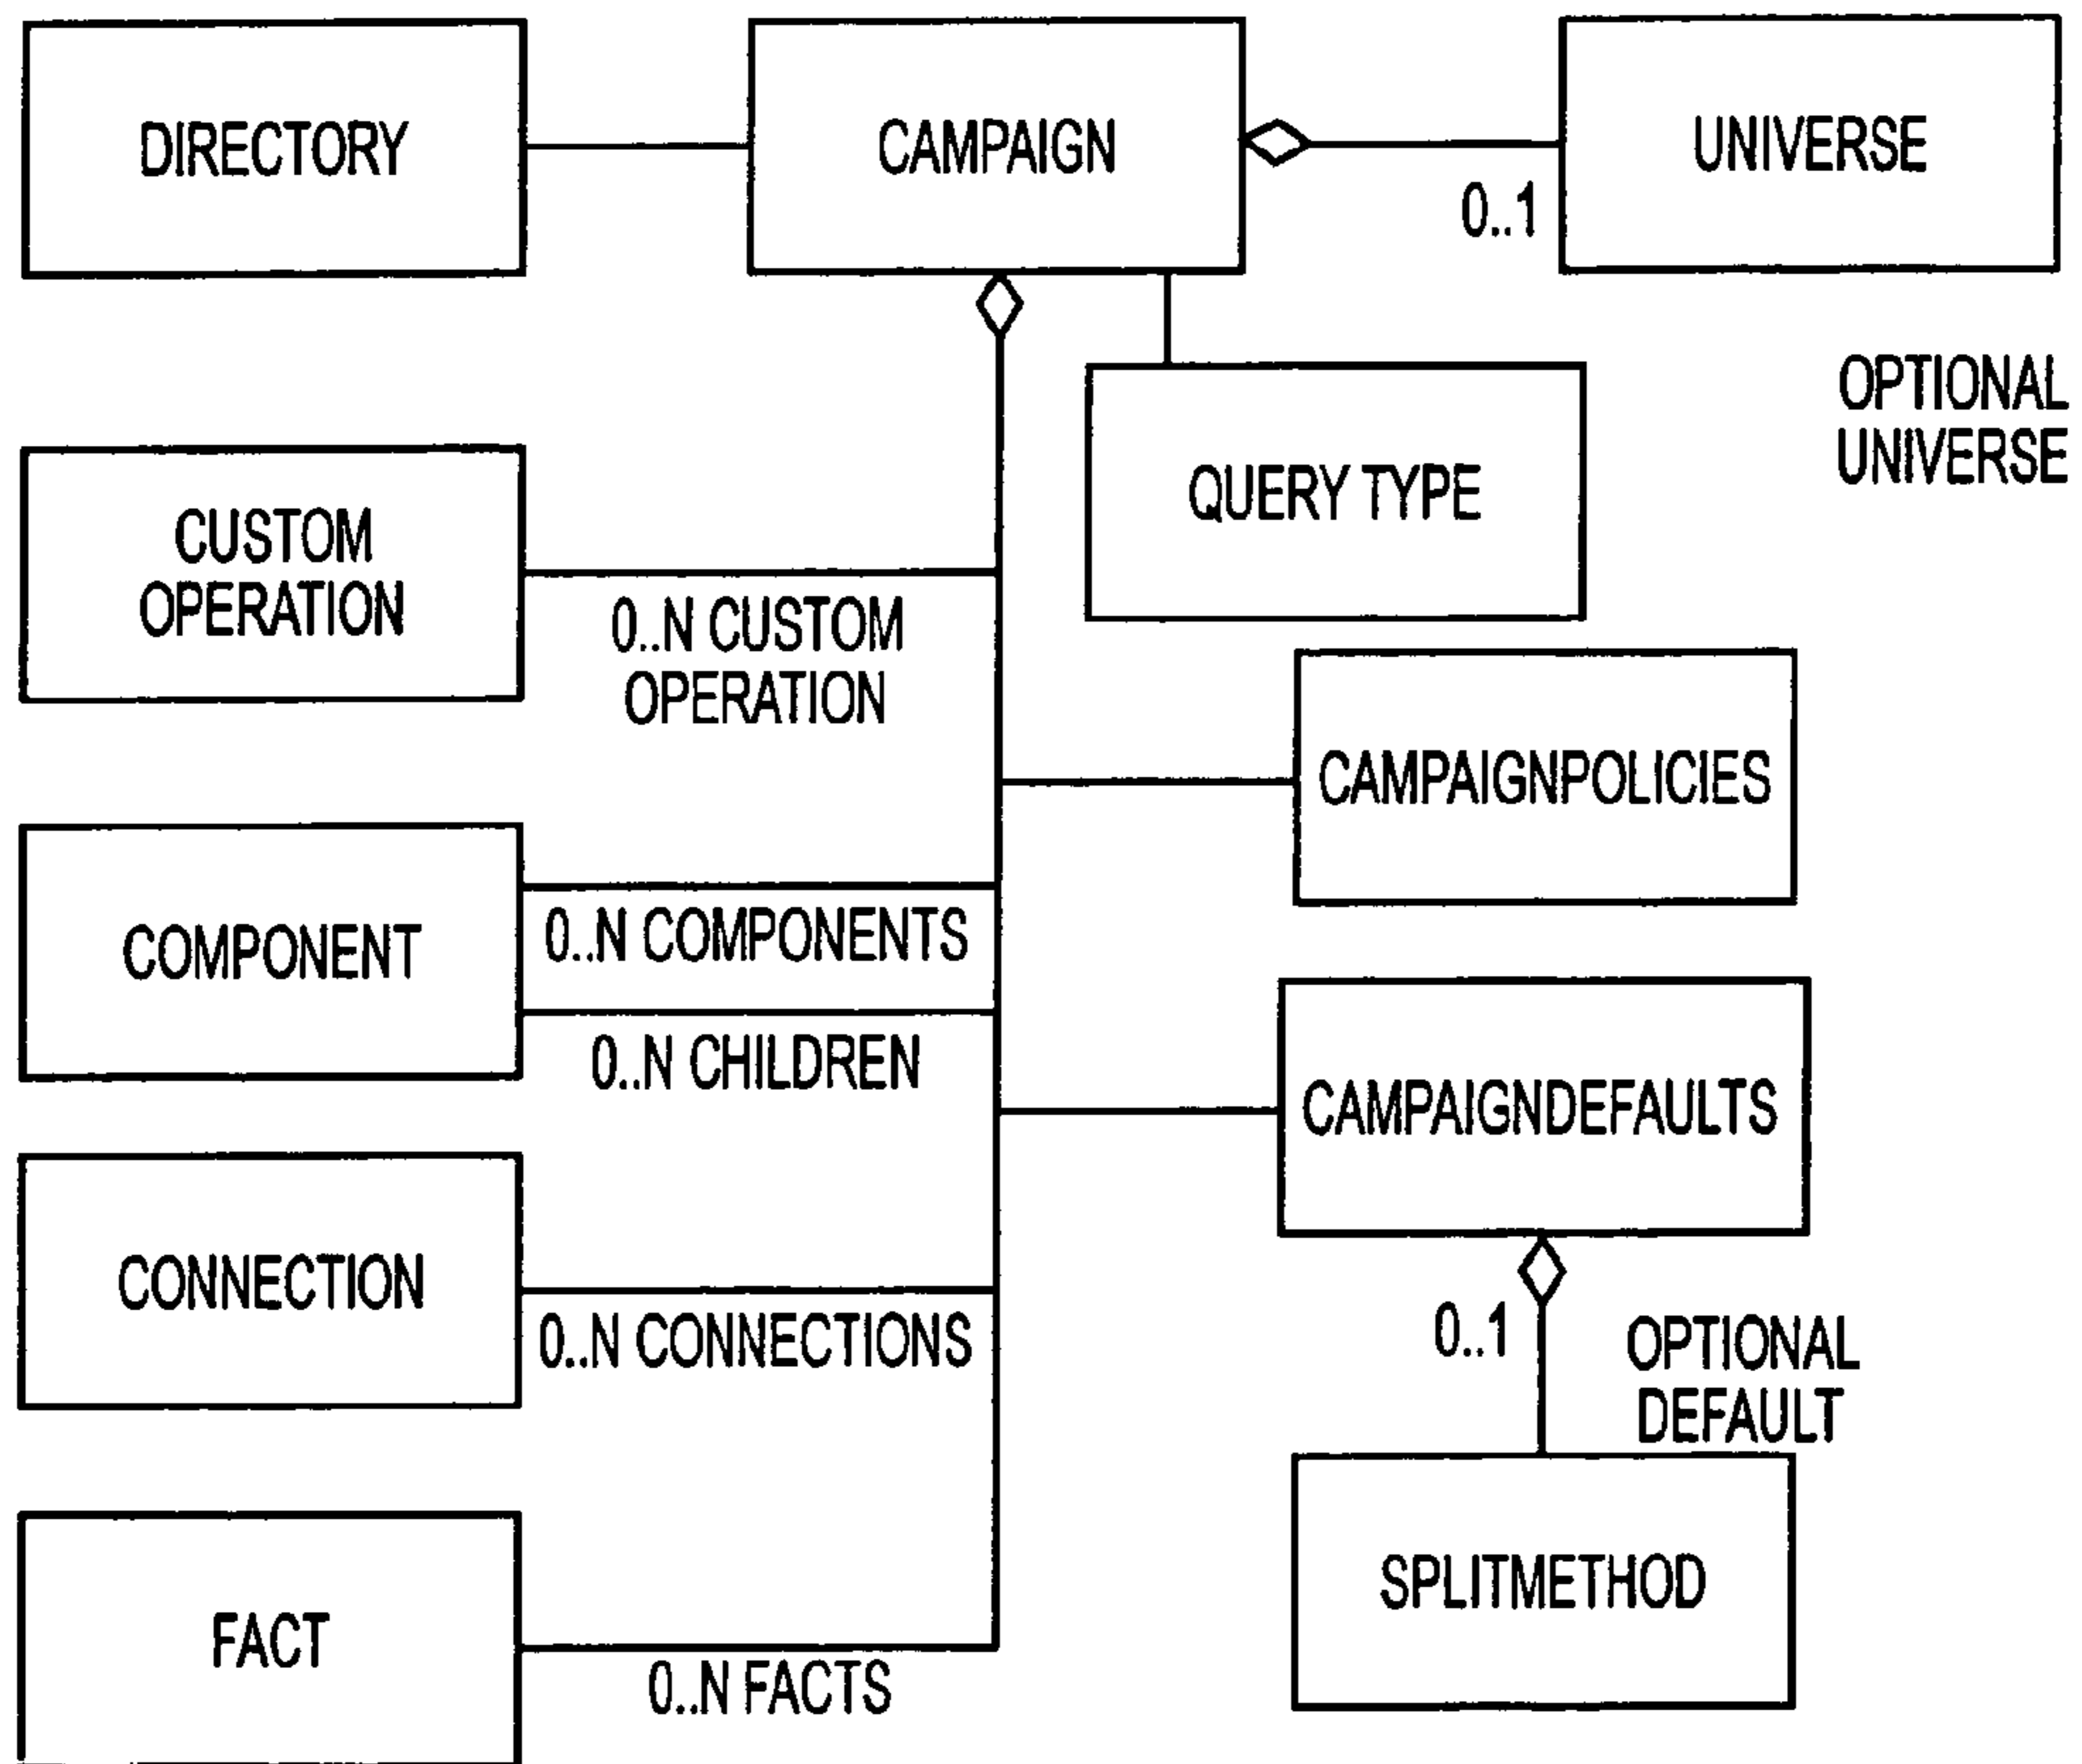 DIRECTORY
CAMPAIGN
UNIVERSE
0..1
OPTIONAL
UNIVERSE
QUERY TYPE
CUSTOM
OPERATION
0..N CUSTOM
OPERATION
CAMPAIGNPOLICIES
COMPONENT
0..N COMPONENTS
0..N CHILDREN
CAMPAIGNDEFAULTS
CONNECTION
0..N CONNECTIONS
0..1
OPTIONAL
DEFAULT
SPLITMETHOD
FACT
0..N FACTS